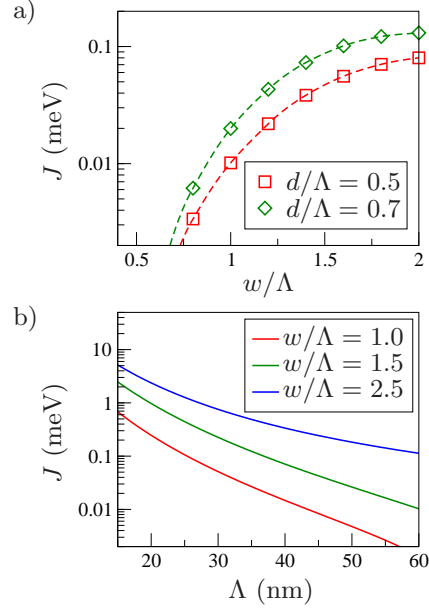 a)
0.1
0.01
J (meV)
d/Λ = 0.5
d/Λ = 0.7
0.5 1 1.5 2
w/Λ
b)
10
1
0.1
0.01
J (meV)
w/Λ = 1.0
w/Λ = 1.5
w/Λ = 2.5
20 30 40 50 60
Λ (nm)